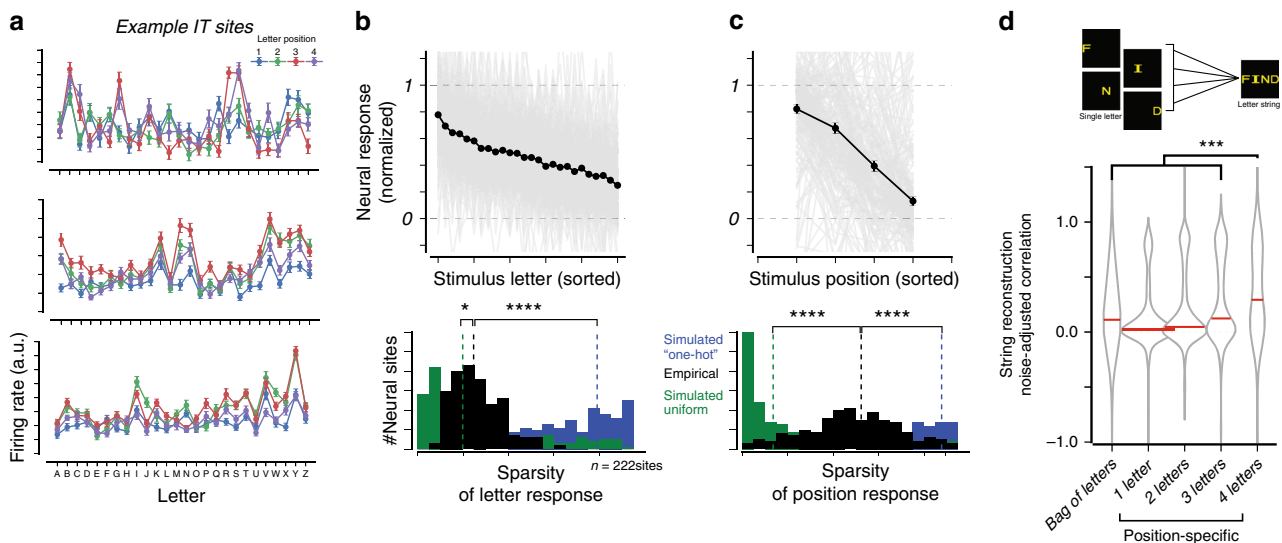 a
Example IT sites
Letter position
1 2 3 4
Firing rate (a.u.)
A B C D E F G H I J K L M N O P Q R S T U V W X Y Z
Letter
b
Neural response
(normalized)
1
0
Stimulus letter (sorted)
* ****
#Neural sites
Simulated
"one-hot"
Empirical
Simulated
uniform
n = 222sites
Sparsity
of letter response
c
1
0
Stimulus position (sorted)
**** ****
Sparsity
of position response
d
F
I
N
D
Single letter
FIND
Letter string
***
String reconstruction
noise-adjusted correlation
1.0
0.0
−1.0
Bag of letters
1 letter
2 letters
3 letters
4 letters
Position-specific